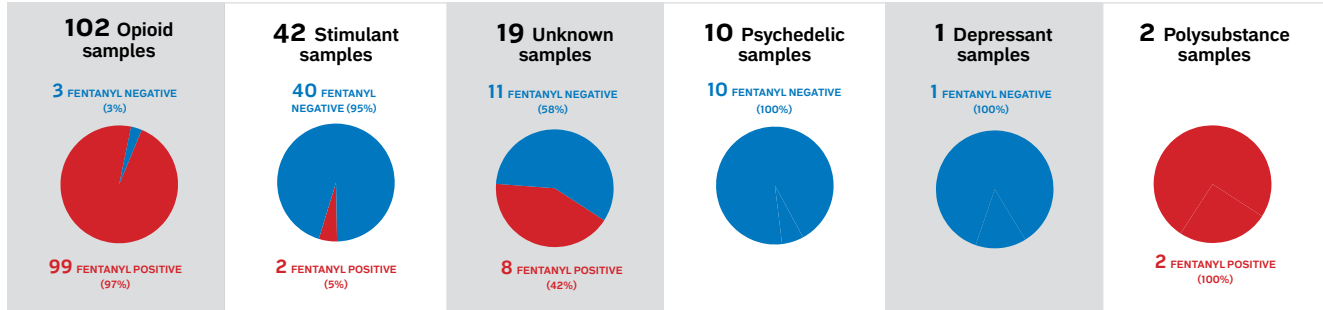 102 Opioid
samples
3 FENTANYL NEGATIVE
(3%)
99 FENTANYL POSITIVE
(97%)
42 Stimulant
samples
40 FENTANYL
NEGATIVE (95%)
2 FENTANYL POSITIVE
(5%)
19 Unknown
samples
11 FENTANYL NEGATIVE
(58%)
8 FENTANYL POSITIVE
(42%)
10 Psychedelic
samples
10 FENTANYL NEGATIVE
(100%)
1 Depressant
samples
1 FENTANYL NEGATIVE
(100%)
2 Polysubstance
samples
2 FENTANYL POSITIVE
(100%)